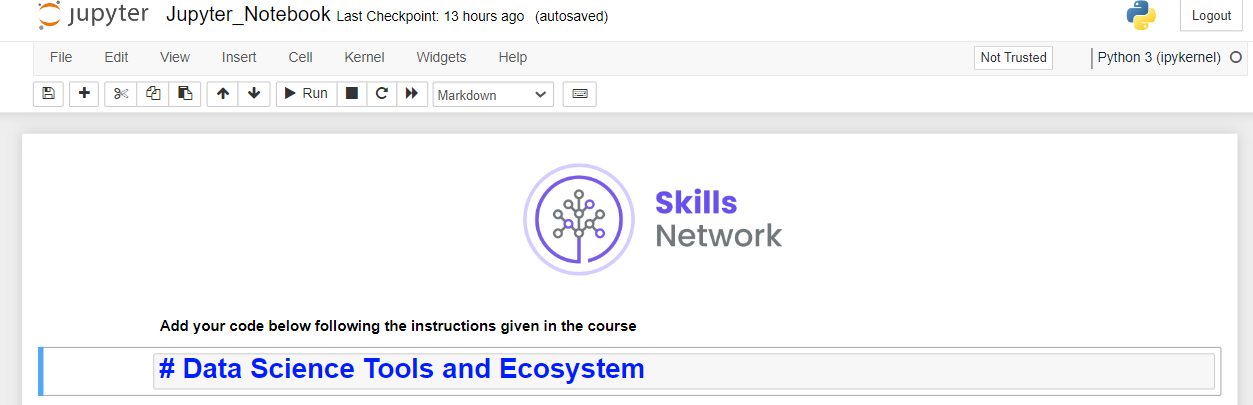 jupyter Jupyter_Notebook Last Checkpoint: 13 hours ago (autosaved) Logout
File Edit View Insert Cell Kernel Widgets Help Not Trusted Python 3 (ipykernel)
Run Markdown
Skills
Network
Add your code below following the instructions given in the course
# Data Science Tools and Ecosystem